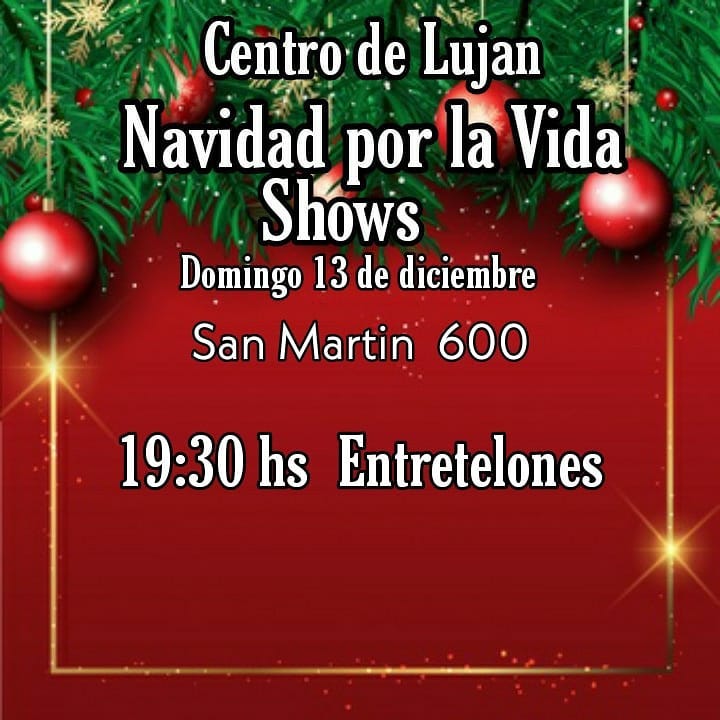 Centro de Lujan
Navidad por la Vida
Shows
Domingo 13 de diciembre
San Martin 600
19:30 hs Entretelones